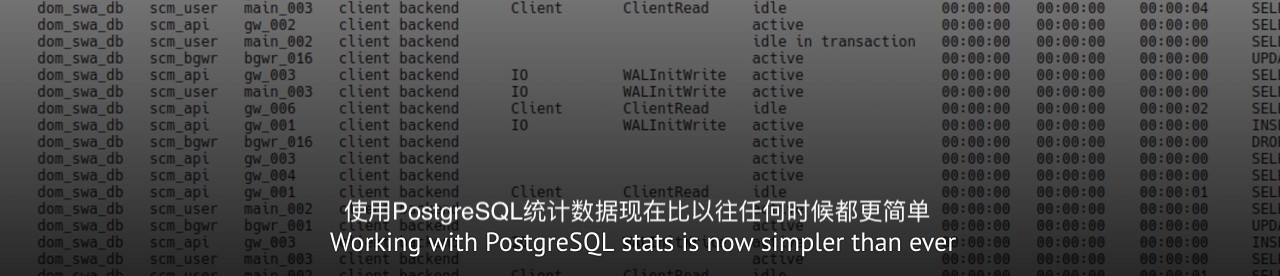 dom_swa_db scm_user main_003 client backend Client ClientRead idle 00:00:00 00:00:00 00:00:04 SEL
dom_swa_db scm_api gw_002 client backend active 00:00:00 00:00:00 00:00:00 SEL
dom_swa_db scm_user main_002 client backend idle in transaction 00:00:00 00:00:00 00:00:00 SEL
dom_swa_db scm_bgwr bgwr_016 client backend active 00:00:00 00:00:00 00:00:00 UPD
dom_swa_db scm_api gw_003 client backend IO WALInitWrite active 00:00:00 00:00:00 00:00:00 SEL
dom_swa_db scm_user main_003 client backend IO WALInitWrite active 00:00:00 00:00:00 00:00:00 SEL
dom_swa_db scm_api gw_006 client backend Client ClientRead idle 00:00:00 00:00:00 00:00:02 SEL
dom_swa_db scm_api gw_001 client backend IO WALInitWrite active 00:00:00 00:00:00 00:00:00 INS
dom_swa_db scm_bgwr bgwr_016 client backend active 00:00:00 00:00:00 00:00:00 DRO
dom_swa_db scm_api gw_003 client backend active 00:00:00 00:00:00 00:00:00 SEL
dom_swa_db scm_api gw_004 client backend active 00:00:00 00:00:00 00:00:00 SEL
dom_swa_db scm_api gw_001 client backend Client ClientRead idle 00:00:00 00:00:00 00:00:01 SEL
dom_swa_db scm_user main_002 client backend 00:00:00 00:00:00 SEL
dom_swa_db scm_bgwr bgwr_001 client backend active 00:00:00 00:00:00 00:00:00
dom_swa_db scm_api gw_003 client 00:00:00 00:00:00 INS
dom_swa_db scm_user main_003 client backend active 00:00:00 00:00:00 00:00:00 SEL
使用PostgreSQL统计数据现在比以往任何时候都更简单
Working with PostgreSQL stats is now simpler than ever